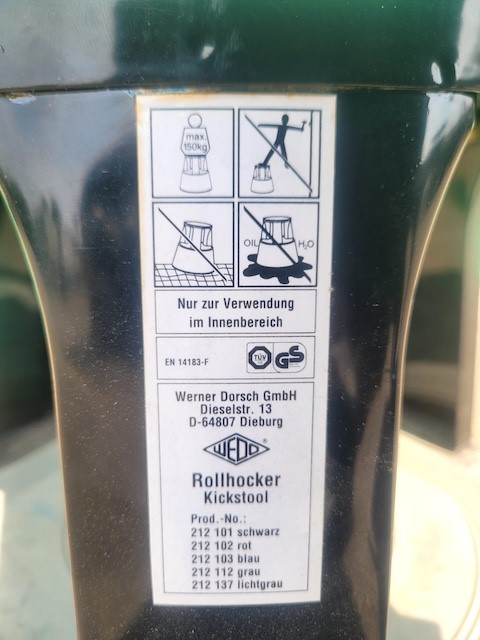 max.
150kg
OIL H₂O
Nur zur Verwendung
im Innenbereich
EN 14183-F
TÜV GS
Werner Dorsch GmbH
Dieselstr. 13
D-64807 Dieburg
WEDO®
Rollhocker
Kickstool
Prod.-No.:
212 101 schwarz
212 102 rot
212 103 blau
212 112 grau
212 137 lichtgrau